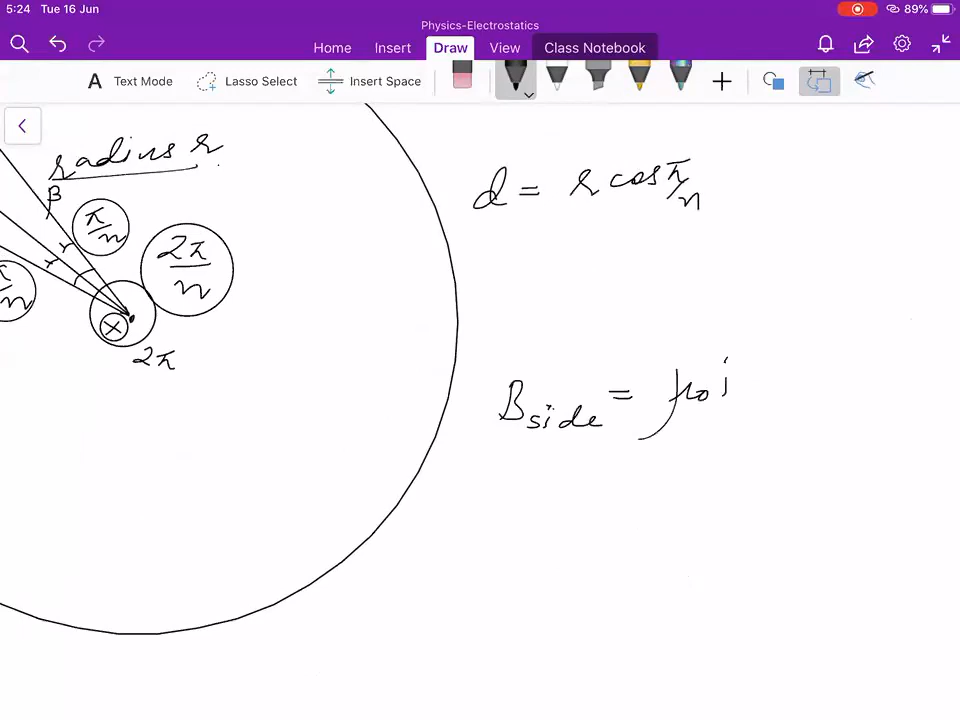 5:24 Tue 16 Jun
89%
Physics-Electrostatics
Home Insert Draw View Class Notebook
A Text Mode Lasso Select Insert Space
radius r
β
π/n
2π/n
π/n
x
2π
d = r cos π/n
B side = μ0 i